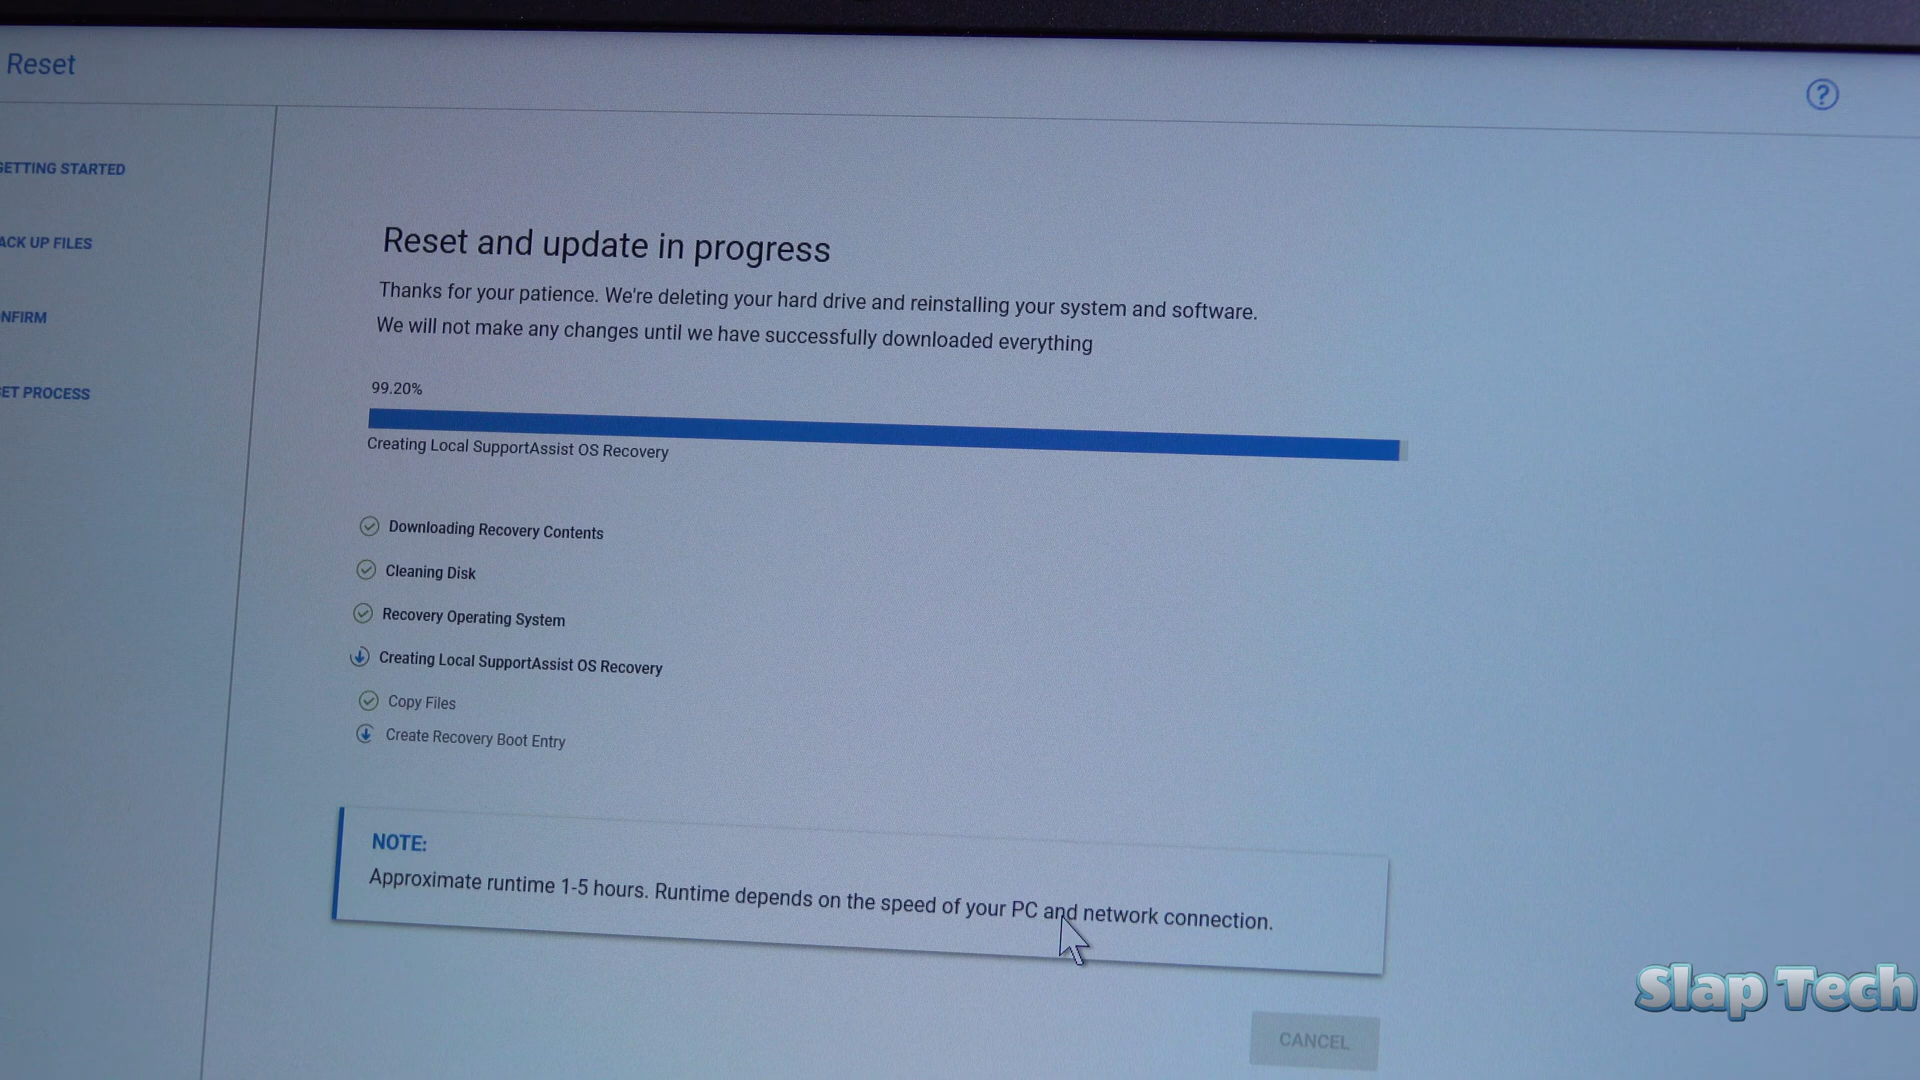 Reset
?
GETTING STARTED
ACK UP FILES
NFIRM
ET PROCESS
Reset and update in progress
Thanks for your patience. We're deleting your hard drive and reinstalling your system and software.
We will not make any changes until we have successfully downloaded everything
99.20%
Creating Local SupportAssist OS Recovery
Downloading Recovery Contents
Cleaning Disk
Recovery Operating System
Creating Local SupportAssist OS Recovery
Copy Files
Create Recovery Boot Entry
NOTE:
Approximate runtime 1-5 hours. Runtime depends on the speed of your PC and network connection.
CANCEL
Slap Tech